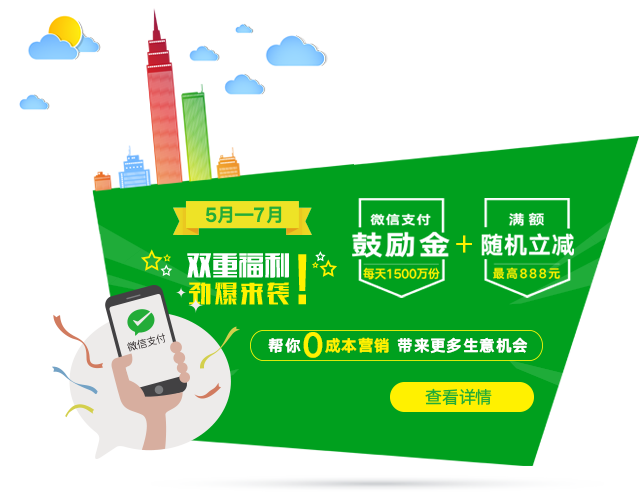 5月—7月
双重福利
劲爆来袭!
微信支付
鼓励金
每天1500万份
+
满额
随机立减
最高888元
微信支付
帮你0成本营销 带来更多生意机会
查看详情